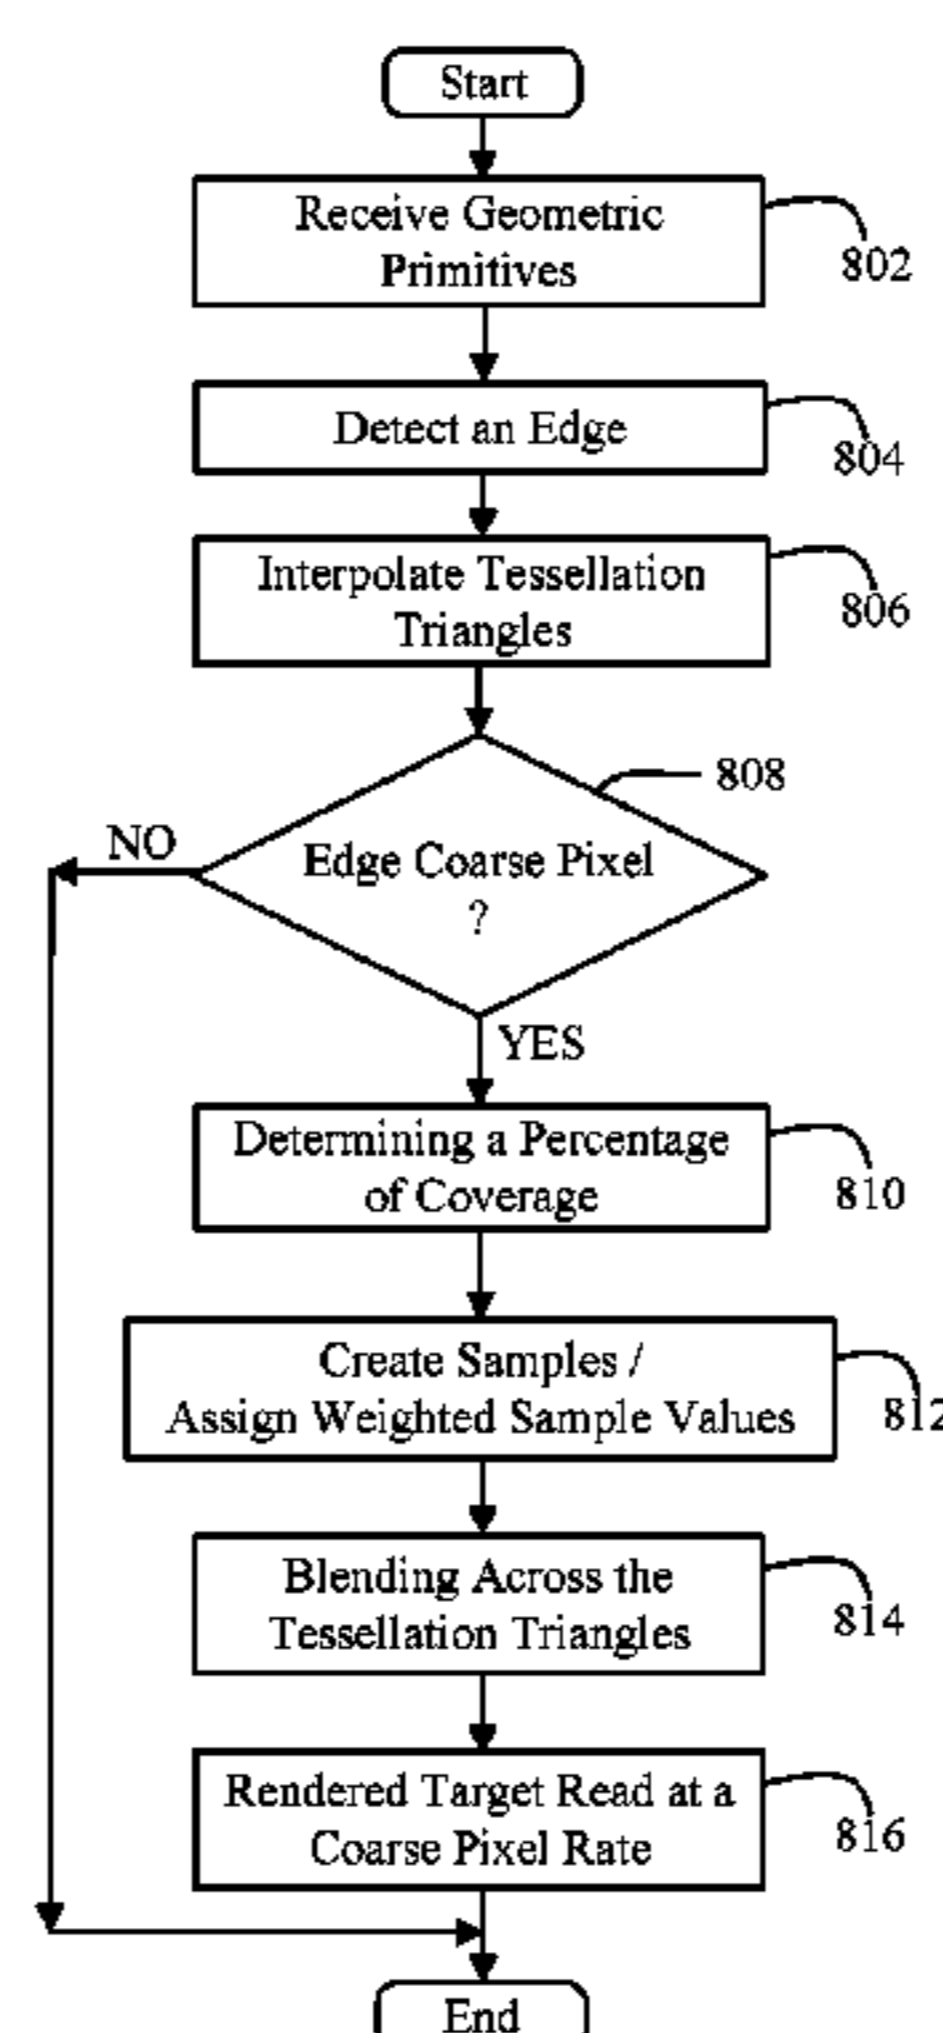 Start
Receive Geometric
Primitives
802
Detect an Edge
804
Interpolate Tessellation
Triangles
806
808
Edge Coarse Pixel
?
NO
YES
Determining a Percentage
of Coverage
810
Create Samples /
Assign Weighted Sample Values
812
Blending Across the
Tessellation Triangles
814
Rendered Target Read at a
Coarse Pixel Rate
816
End